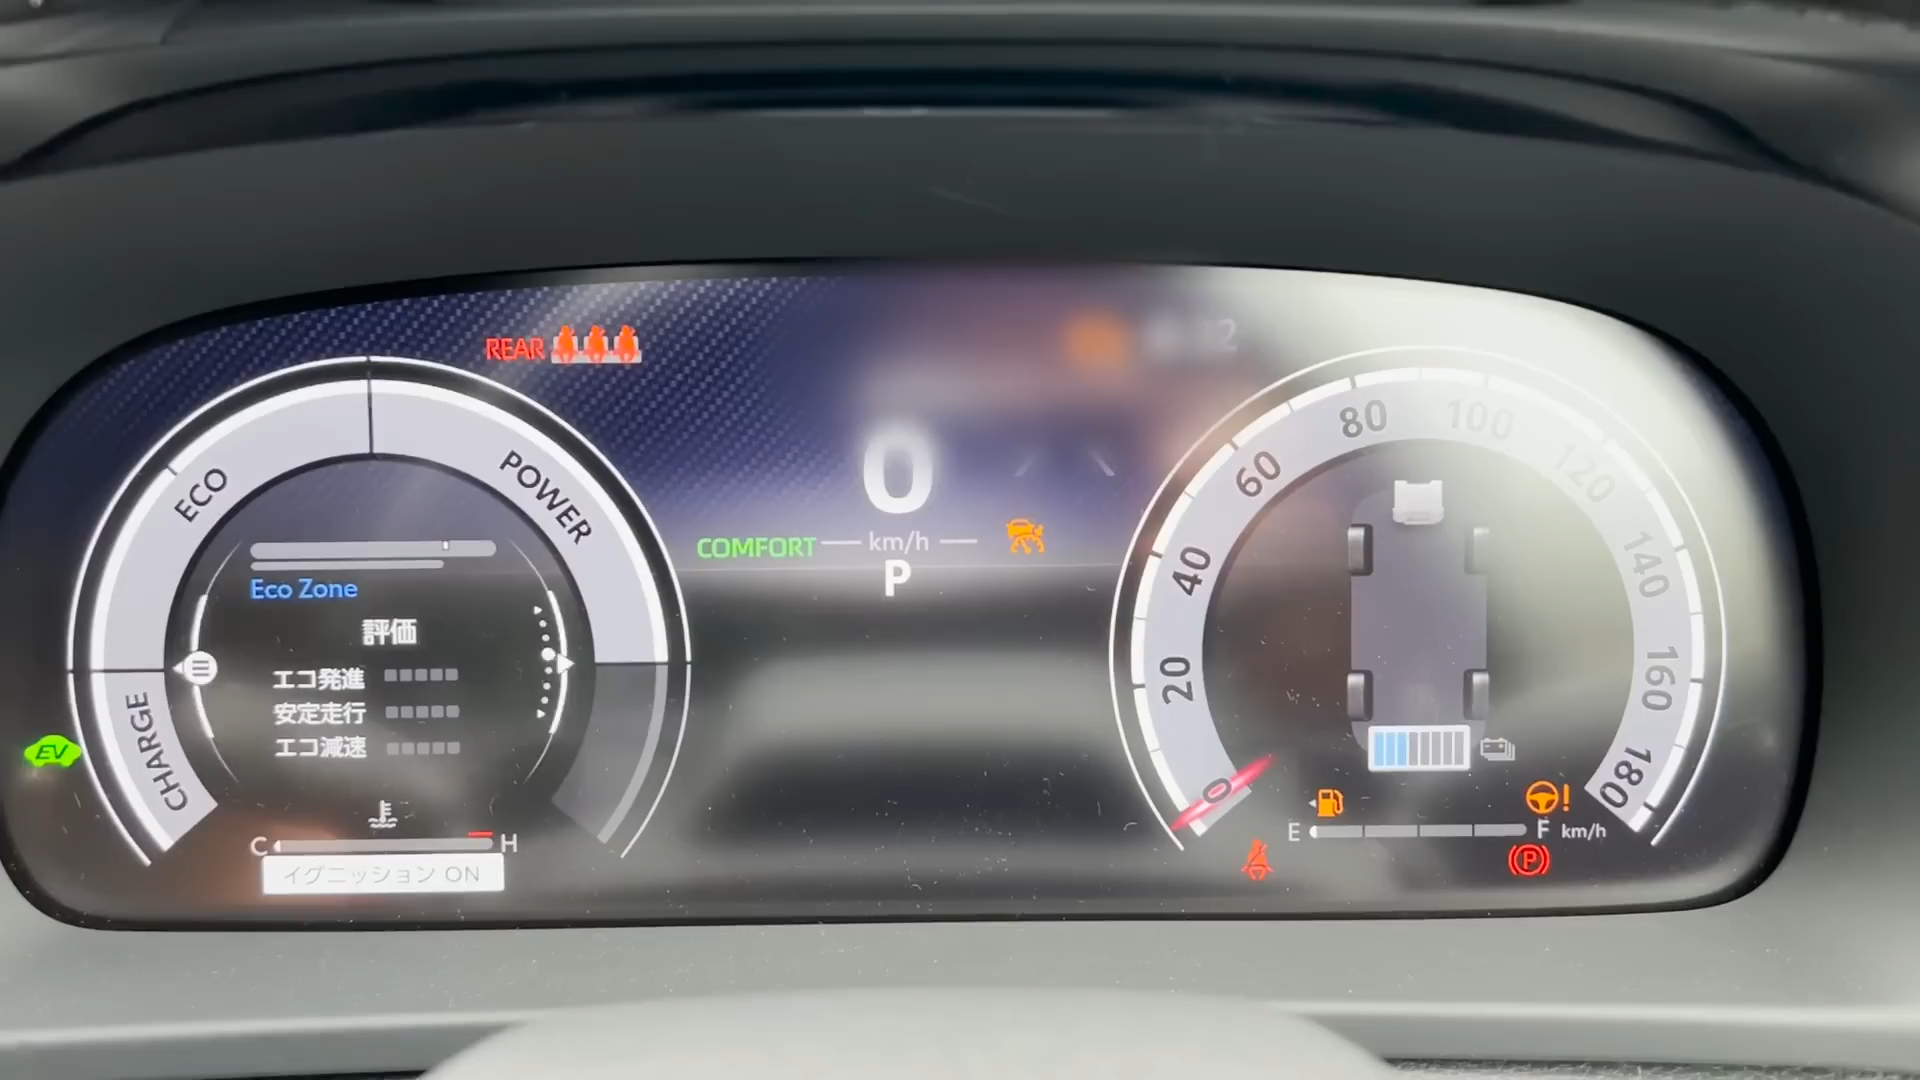 REAR
ECO
POWER
CHARGE
Eco Zone
評価
エコ発進
安定走行
エコ減速
C
H
イグニッション ON
EV
0
COMFORT
km/h
P
0
20
40
60
80
100
120
140
160
180
E
F
km/h
P